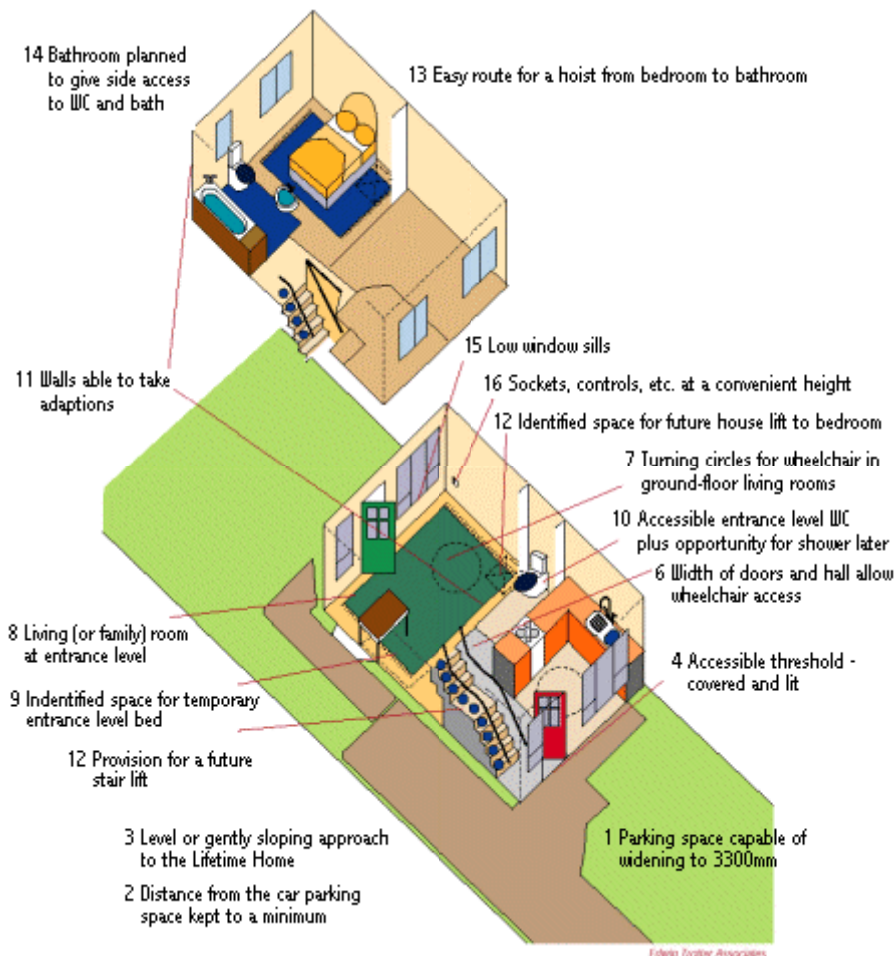 14 Bathroom planned
to give side access
to WC and bath
13 Easy route for a hoist from bedroom to bathroom
15 Low window sills
11 Walls able to take
adaptions
16 Sockets, controls, etc. at a convenient height
12 Identified space for future house lift to bedroom
7 Turning circles for wheelchair in
ground-floor living rooms
10 Accessible entrance level WC
plus opportunity for shower later
6 Width of doors and hall allow
wheelchair access
8 Living (or family) room
at entrance level
4 Accessible threshold -
covered and lit
9 Indentified space for temporary
entrance level bed
12 Provision for a future
stair lift
3 Level or gently sloping approach
to the Lifetime Home
1 Parking space capable of
widening to 3300mm
2 Distance from the car parking
space kept to a minimum
Edwin Trotter Associates